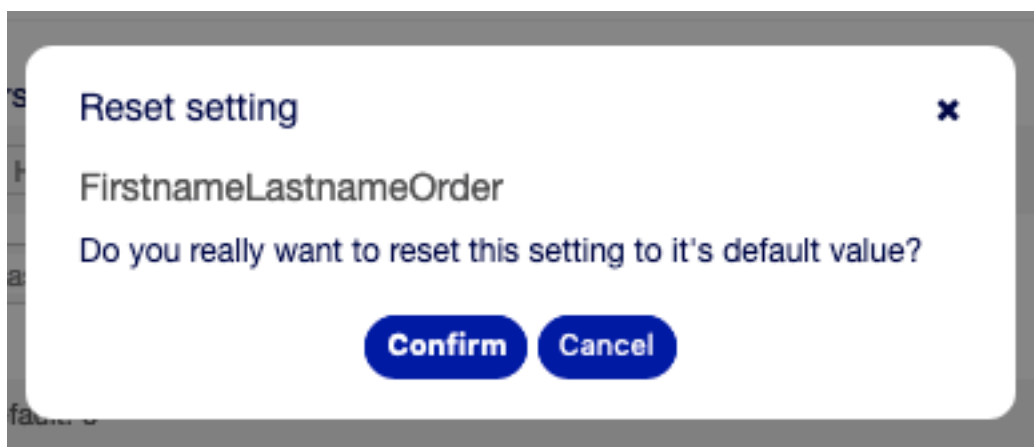 Reset setting
FirstnameLastnameOrder
Do you really want to reset this setting to it's default value?
Confirm Cancel